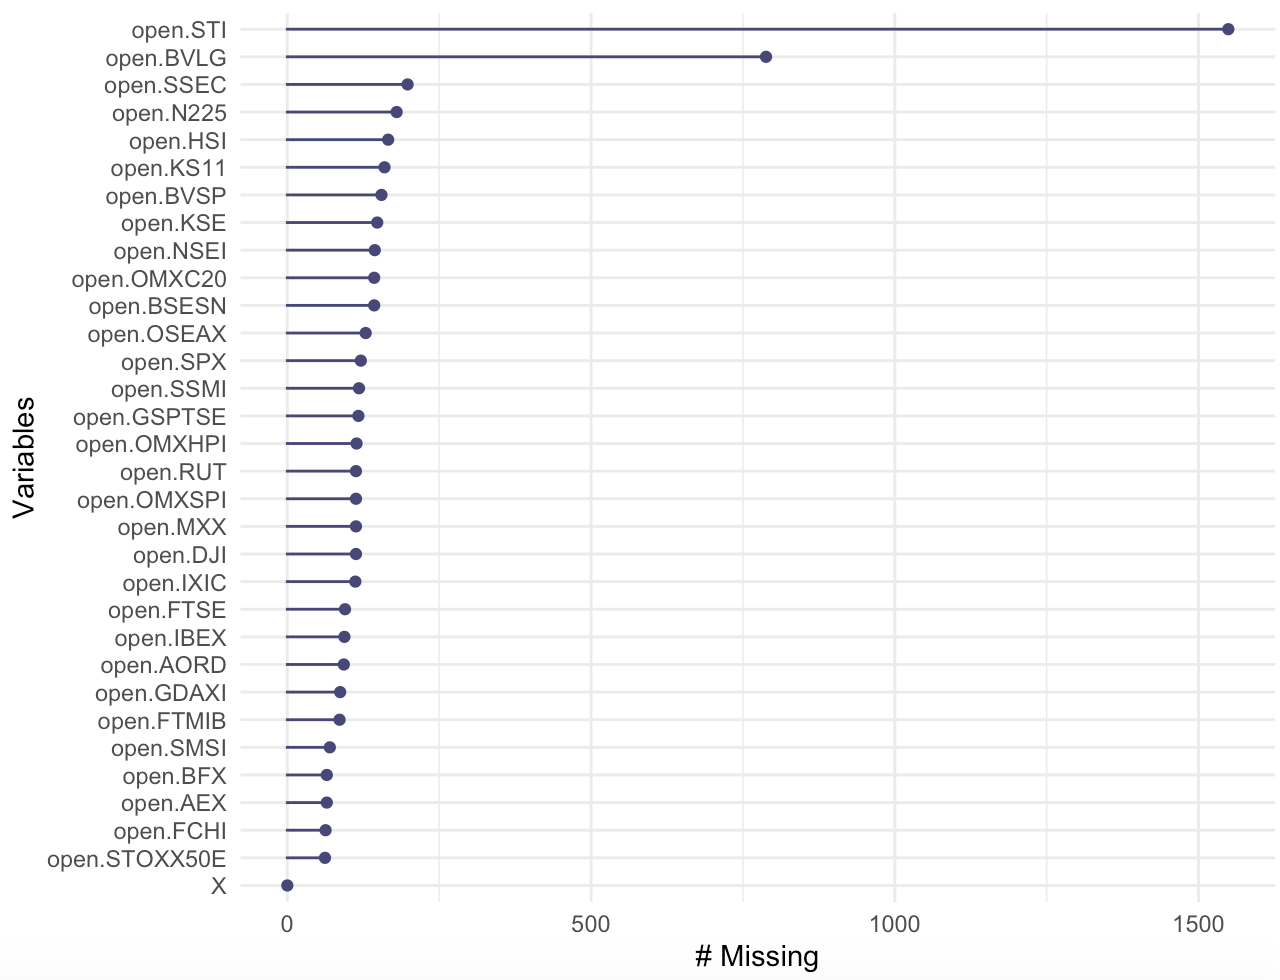 open.STI
open.BVLG
open.SSEC
open.N225
open.HSI
open.KS11
open.BVSP
open.KSE
open.NSEI
open.OMXC20
open.BSESN
open.OSEAX
open.SPX
open.SSMI
open.GSPTSE
open.OMXHPI
open.RUT
open.OMXSPI
open.MXX
open.DJI
open.IXIC
open.FTSE
open.IBEX
open.AORD
open.GDAXI
open.FTMIB
open.SMSI
open.BFX
open.AEX
open.FCHI
open.STOXX50E
X
Variables
0 500 1000 1500
# Missing